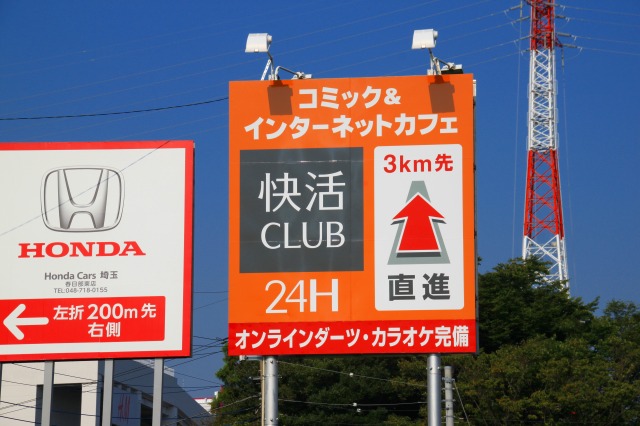 HONDA
Honda Cars 埼玉
春日部東店
TEL:048-718-0155
左折 200m 先
右側
コミック&
インターネットカフェ
快活
CLUB
24H
3km先
直進
オンラインダーツ・カラオケ完備